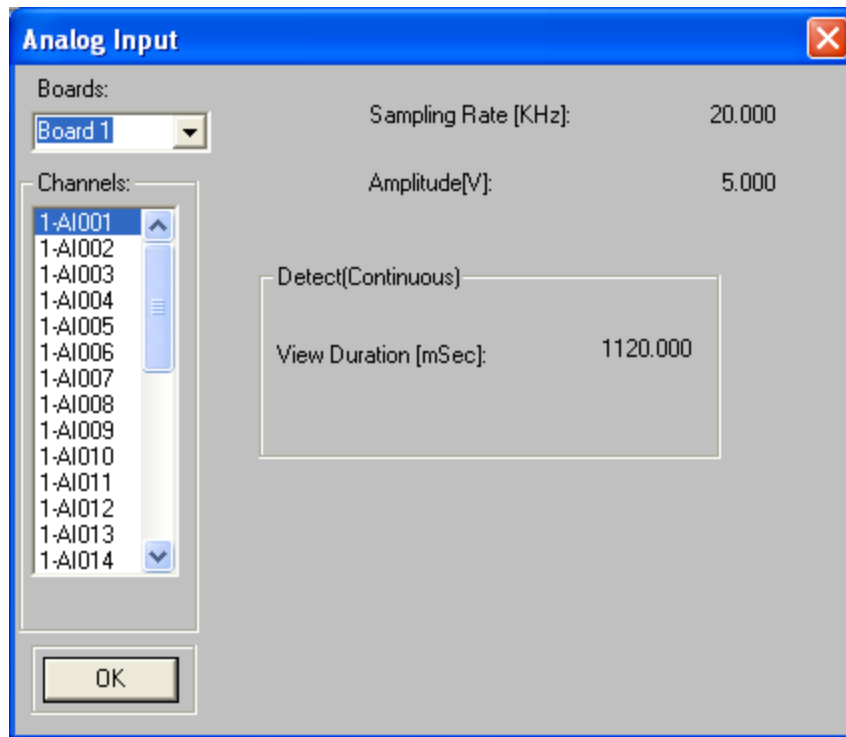 Analog Input
Boards:
Board 1
Sampling Rate [KHz]: 20.000
Amplitude[V]: 5.000
Channels:
1-AI001
1-AI002
1-AI003
1-AI004
1-AI005
1-AI006
1-AI007
1-AI008
1-AI009
1-AI010
1-AI011
1-AI012
1-AI013
1-AI014
Detect(Continuous)
View Duration [mSec]: 1120.000
OK